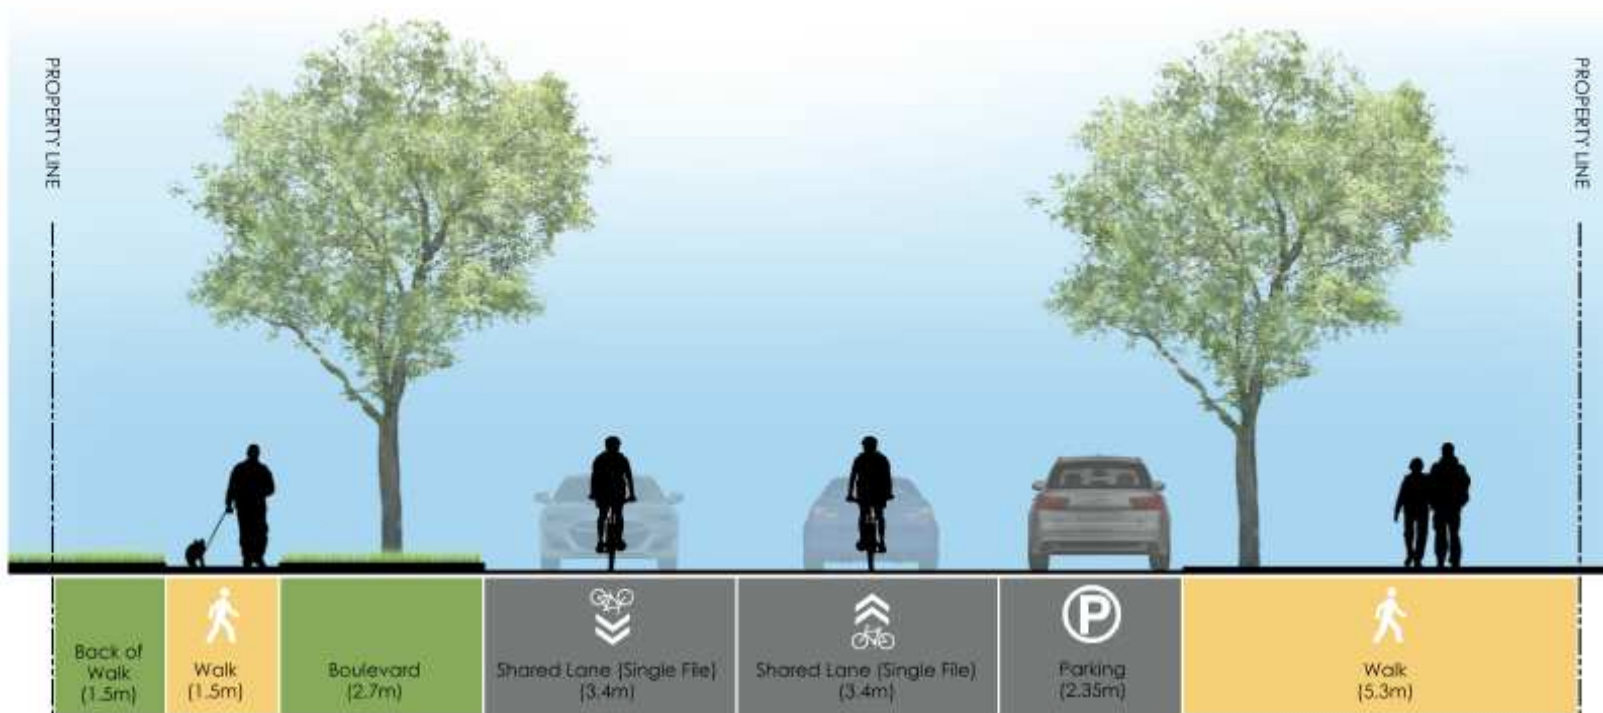 PROPERTY LINE
PROPERTY LINE
Back of
Walk
(1.5m)
Walk
(1.5m)
Boulevard
(2.7m)
Shared Lane (Single File)
(3.4m)
Shared Lane (Single File)
(3.4m)
P
Parking
(2.35m)
Walk
(5.3m)